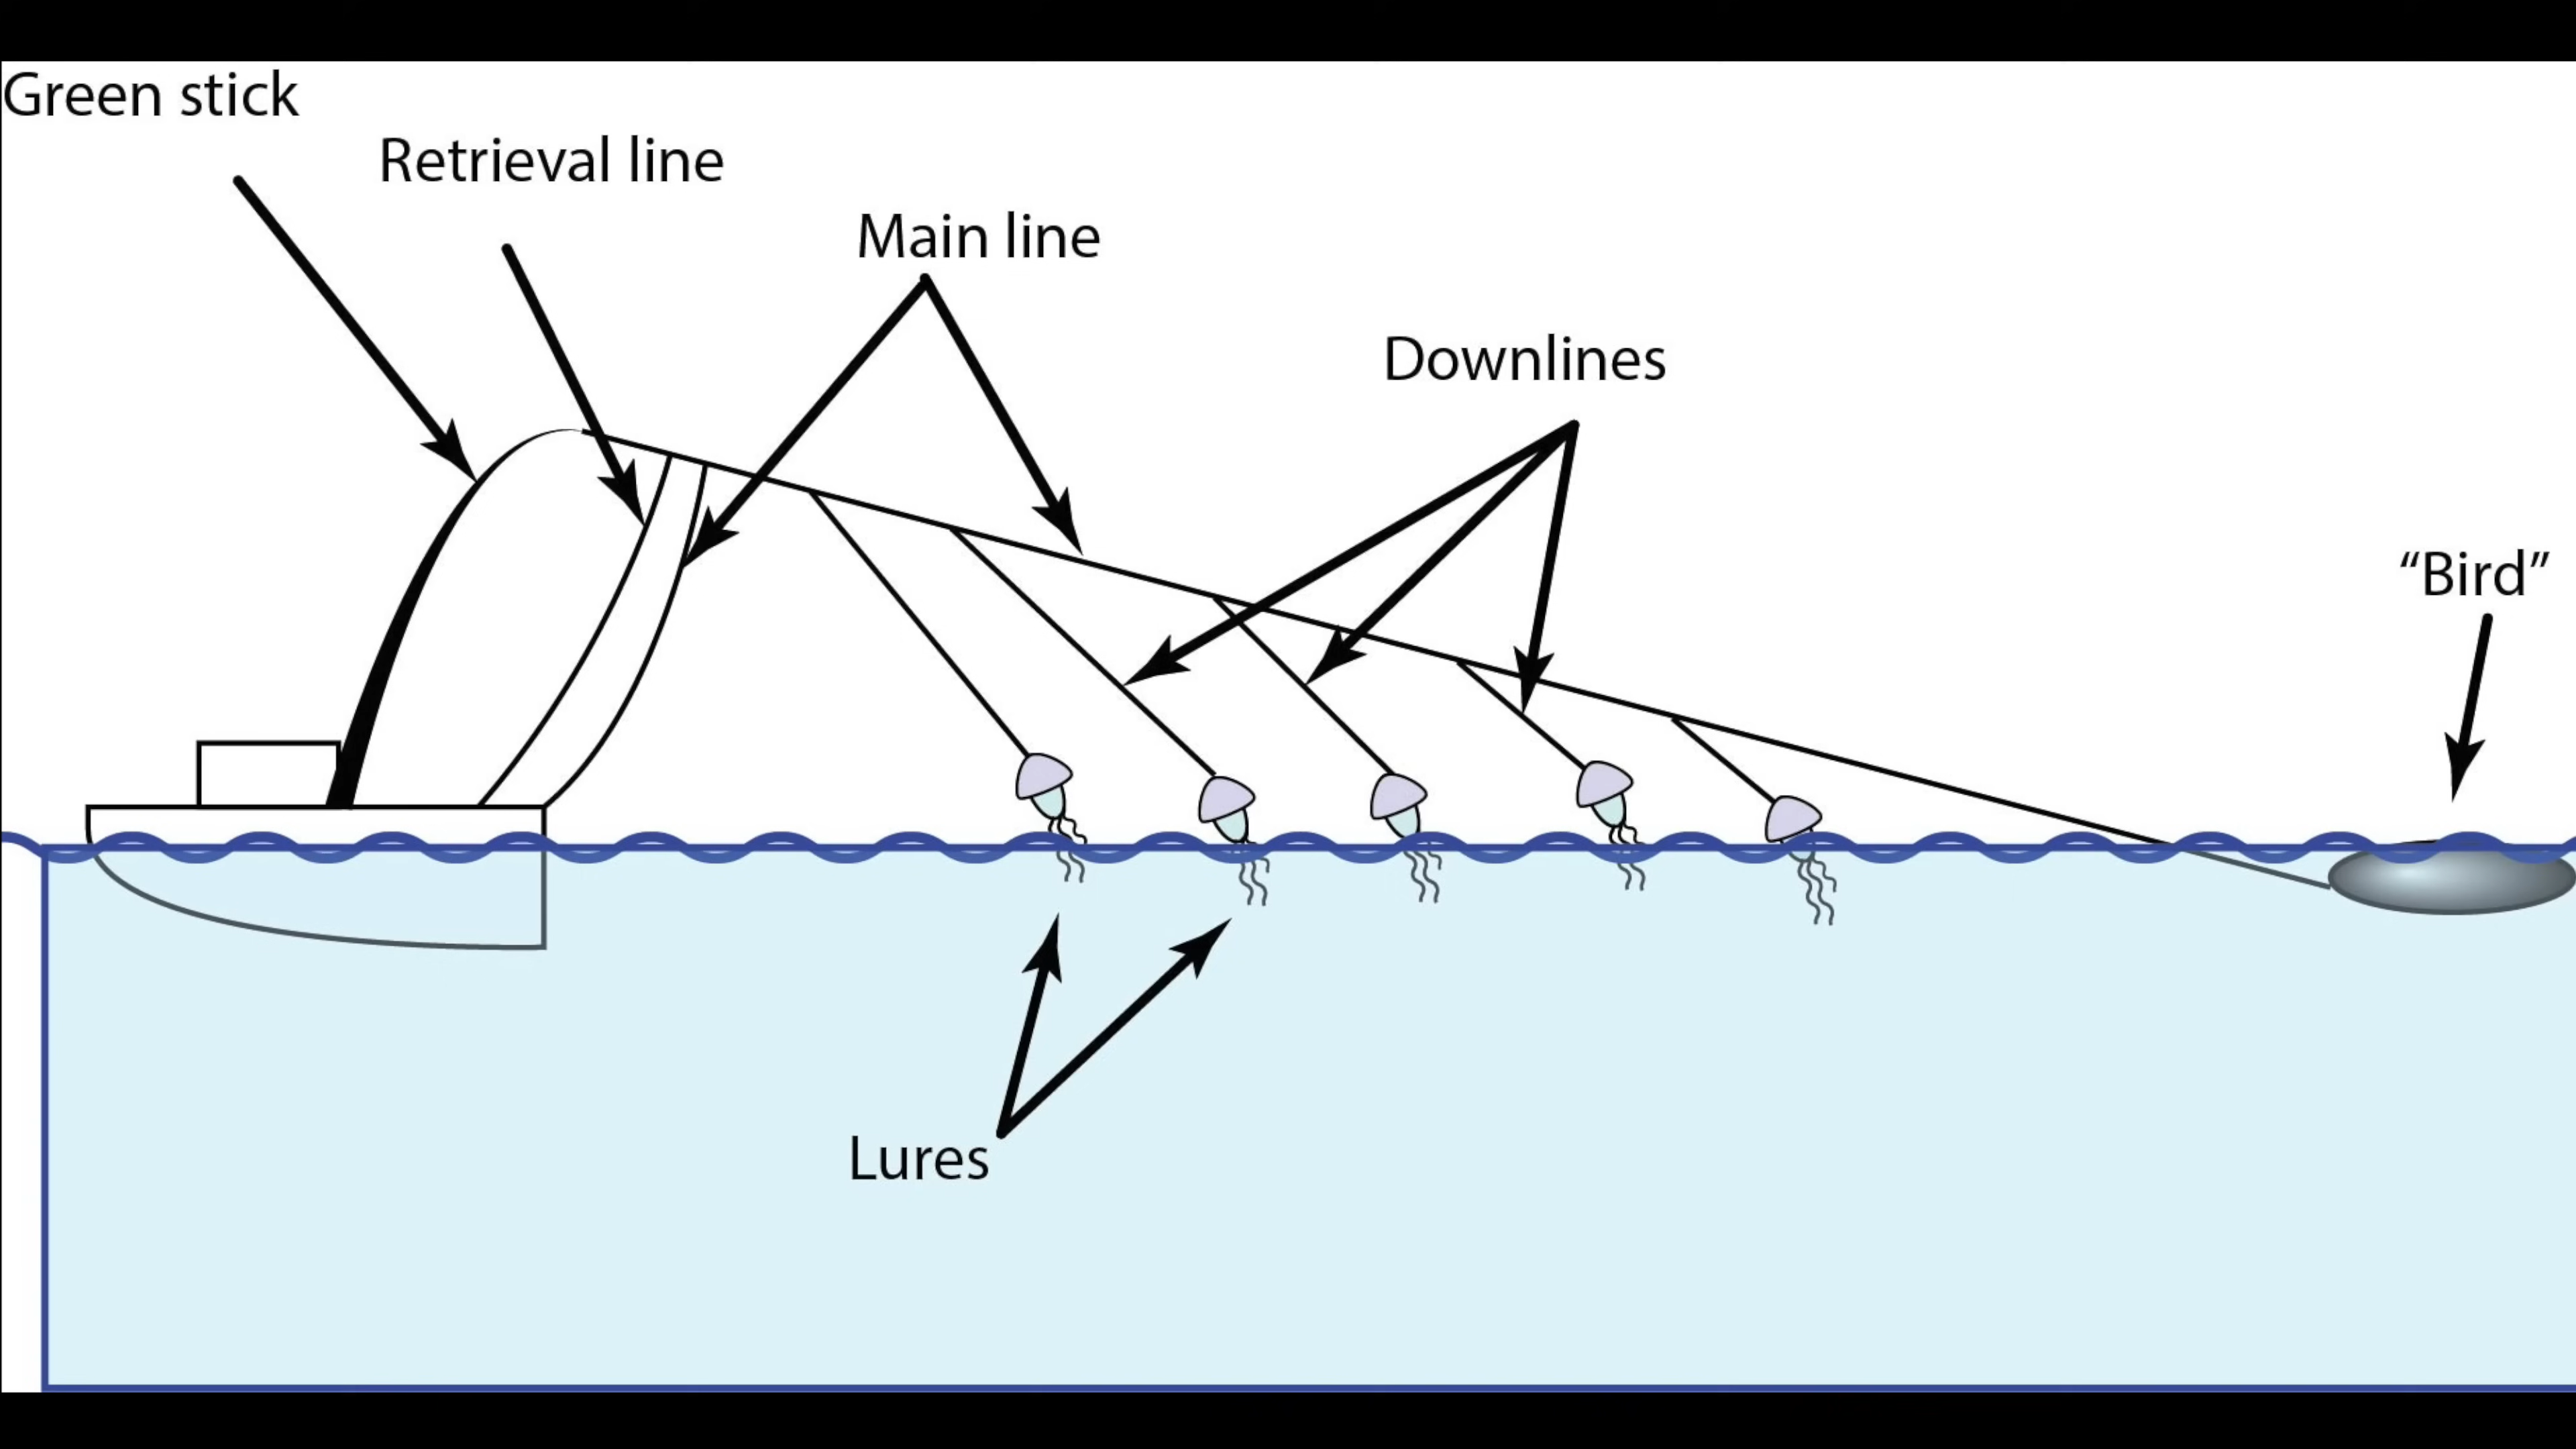 Green stick
Retrieval line
Main line
Downlines
“Bird”
Lures